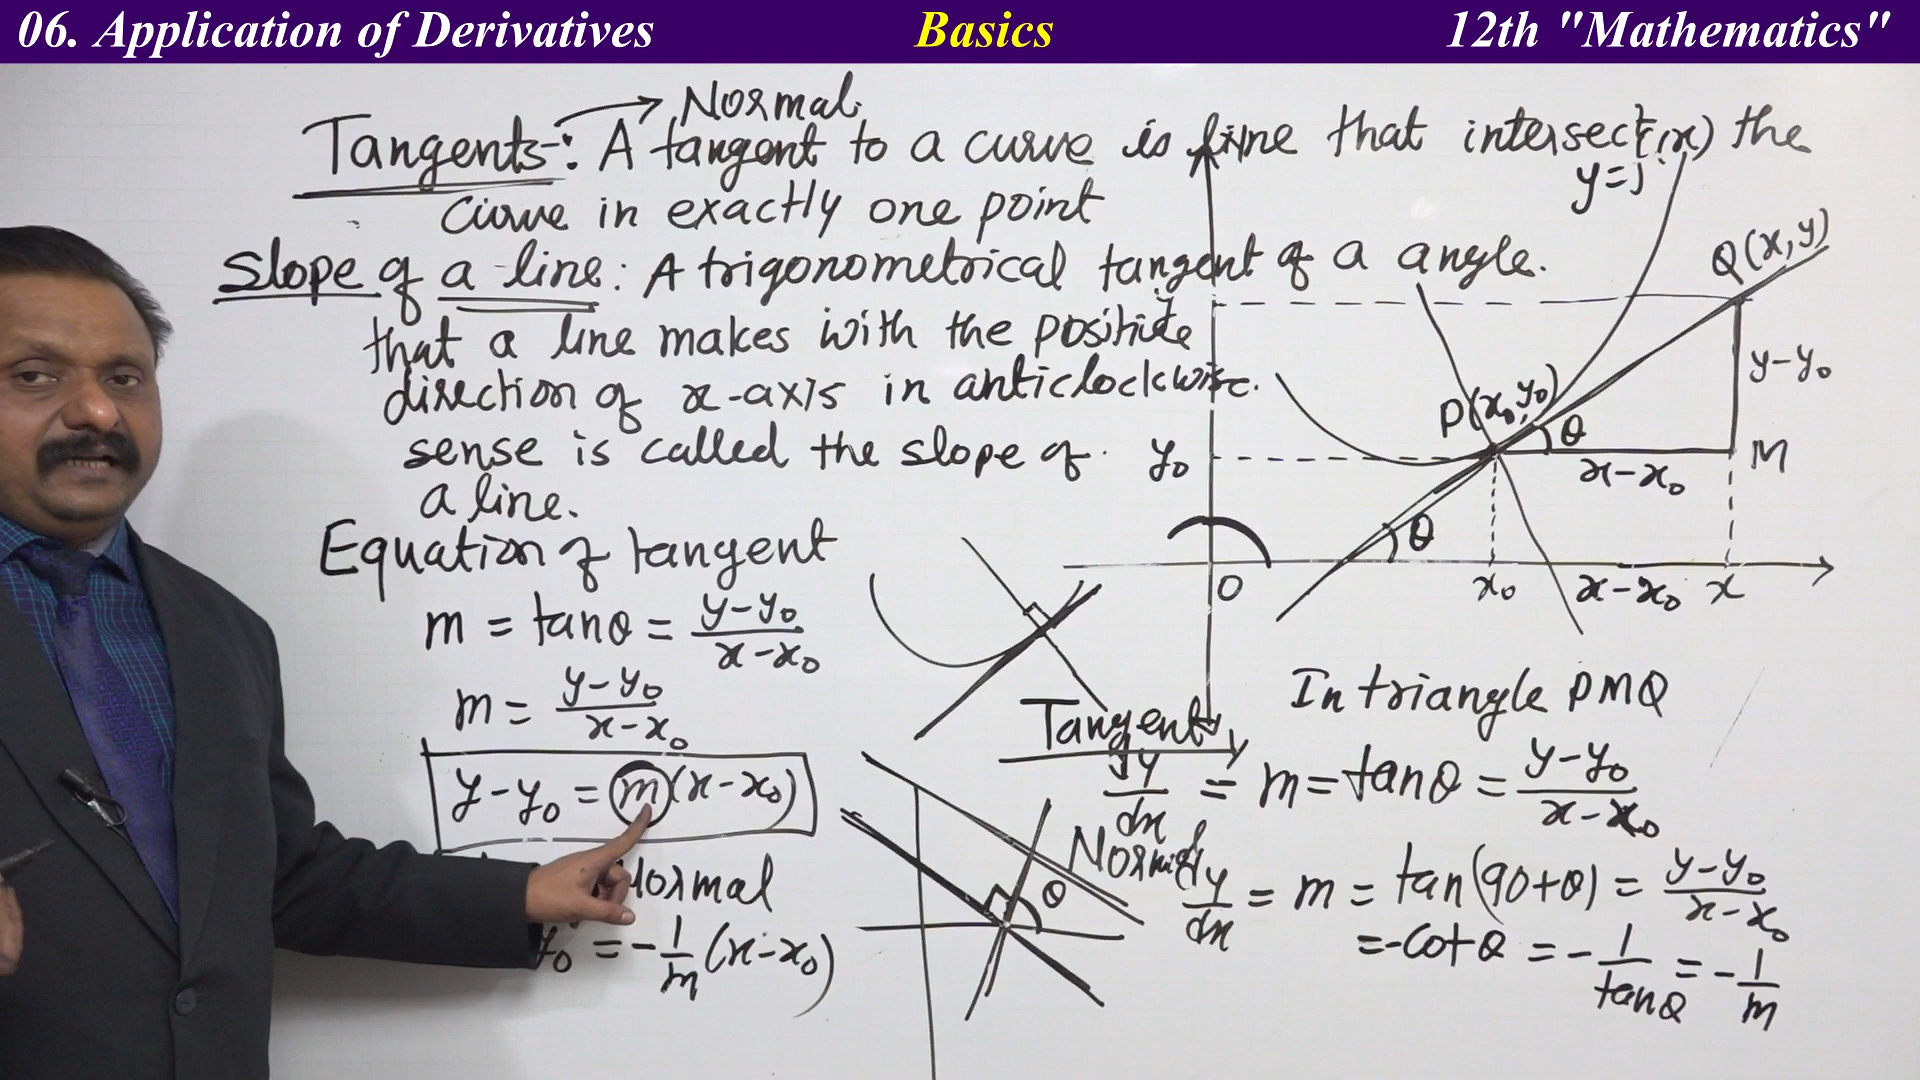 06. Application of Derivatives Basics 12th "Mathematics"
Normal
Tangents-: A tangent to a curve is line that intersect the
curve in exactly one point
y=f(x)
Slope of a line: A trigonometrical tangent of a angle.
that a line makes with the positive
direction of x-axis in anticlockwise.
sense is called the slope of
a line.
Q(x,y)
y
y-y₀
P(x₀,y₀)
θ
y₀
x-x₀
M
θ
O
x₀
x-x₀
x
Equation of tangent
m = tanθ = (y-y₀)/(x-x₀)
m = (y-y₀)/(x-x₀)
y-y₀ = m(x-x₀)
Normal
y₀ = -1/m (x-x₀)
θ
In triangle PMQ
Tangent
dy/dx = m = tanθ = (y-y₀)/(x-x₀)
Normal
dy/dx = m = tan(90+θ) = (y-y₀)/(x-x₀)
=-cotθ = -1/tanθ = -1/m